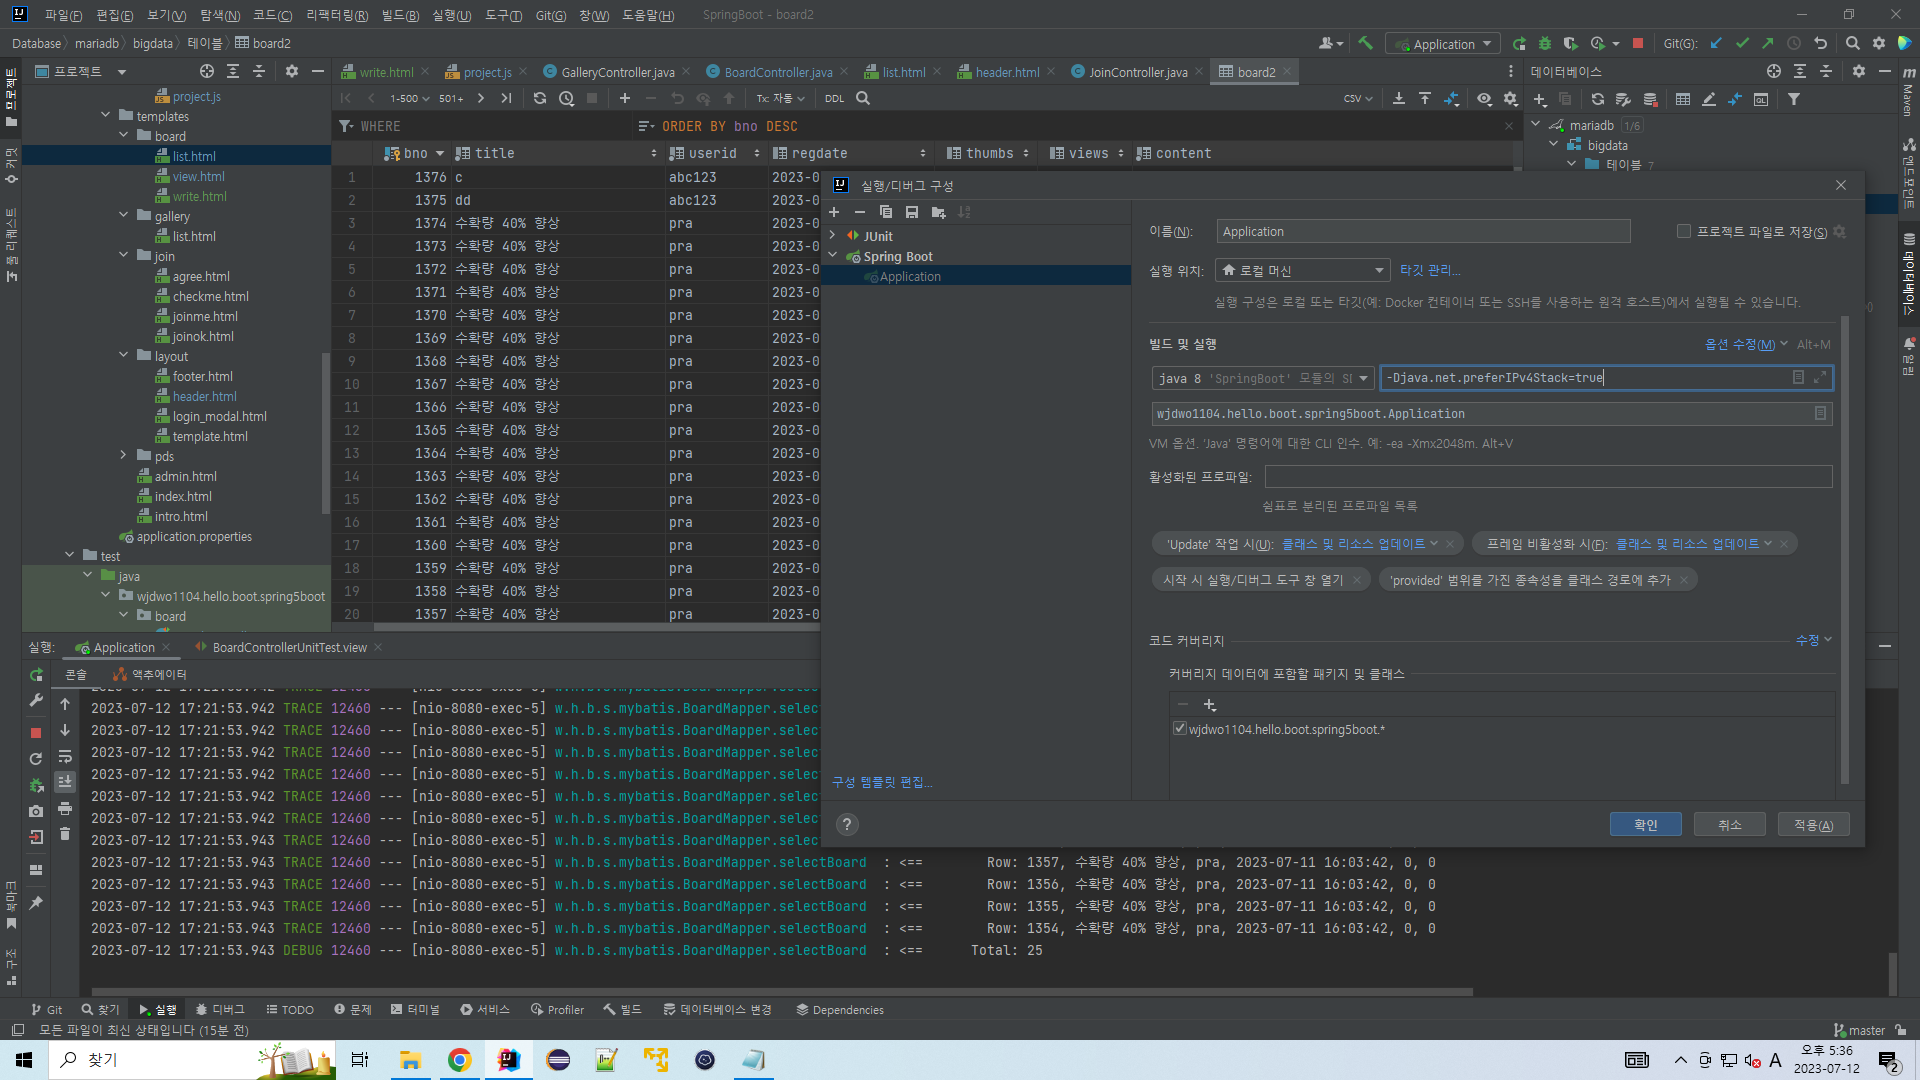 파일(F) 편집(E) 보기(V) 탐색(N) 코드(C) 리팩터링(R) 빌드(B) 실행(U) 도구(T) Git(G) 창(W) 도움말(H) SpringBoot - board2
Database mariadb bigdata 테이블 board2
Application Git(G):
프로젝트
write.html project.js GalleryController.java BoardController.java list.html header.html JoinController.java board2
데이터베이스
1-500 501+ Tx: 자동 DDL CSV
WHERE ORDER BY bno DESC
mariadb 1/6
bigdata
테이블 7
project.js
templates
board
list.html
view.html
write.html
gallery
list.html
join
agree.html
checkme.html
joinme.html
joinok.html
layout
footer.html
header.html
login_modal.html
template.html
pds
admin.html
index.html
intro.html
application.properties
test
java
wjdwo1104.hello.boot.spring5boot
board
bno title userid regdate thumbs views content
1 1376 c abc123 2023-0
2 1375 dd abc123 2023-0
3 1374 수확량 40% 향상 pra 2023-0
4 1373 수확량 40% 향상 pra 2023-0
5 1372 수확량 40% 향상 pra 2023-0
6 1371 수확량 40% 향상 pra 2023-0
7 1370 수확량 40% 향상 pra 2023-0
8 1369 수확량 40% 향상 pra 2023-0
9 1368 수확량 40% 향상 pra 2023-0
10 1367 수확량 40% 향상 pra 2023-0
11 1366 수확량 40% 향상 pra 2023-0
12 1365 수확량 40% 향상 pra 2023-0
13 1364 수확량 40% 향상 pra 2023-0
14 1363 수확량 40% 향상 pra 2023-0
15 1362 수확량 40% 향상 pra 2023-0
16 1361 수확량 40% 향상 pra 2023-0
17 1360 수확량 40% 향상 pra 2023-0
18 1359 수확량 40% 향상 pra 2023-0
19 1358 수확량 40% 향상 pra 2023-0
20 1357 수확량 40% 향상 pra 2023-0
실행/디버그 구성
JUnit
Spring Boot
Application
구성 템플릿 편집...
이름(N): Application 프로젝트 파일로 저장(S)
실행 위치: 로컬 머신 타깃 관리...
실행 구성은 로컬 또는 타깃(예: Docker 컨테이너 또는 SSH를 사용하는 원격 호스트)에서 실행될 수 있습니다.
빌드 및 실행 옵션 수정(M) Alt+M
java 8 'SpringBoot' 모듈의 SD -Djava.net.preferIPv4Stack=true
wjdwo1104.hello.boot.spring5boot.Application
VM 옵션. 'Java' 명령어에 대한 CLI 인수. 예: -ea -Xmx2048m. Alt+V
활성화된 프로파일:
쉼표로 분리된 프로파일 목록
'Update' 작업 시(U): 클래스 및 리소스 업데이트 프레임 비활성화 시(F): 클래스 및 리소스 업데이트
시작 시 실행/디버그 도구 창 열기 'provided' 범위를 가진 종속성을 클래스 경로에 추가
코드 커버리지 수정
커버리지 데이터에 포함할 패키지 및 클래스
wjdwo1104.hello.boot.spring5boot.*
? 확인 취소 적용(A)
실행: Application BoardControllerUnitTest.view
콘솔 액추에이터
2023-07-12 17:21:53.942 TRACE 12460 --- [nio-8080-exec-5] w.h.b.s.mybatis.BoardMapper.selec
2023-07-12 17:21:53.942 TRACE 12460 --- [nio-8080-exec-5] w.h.b.s.mybatis.BoardMapper.selec
2023-07-12 17:21:53.942 TRACE 12460 --- [nio-8080-exec-5] w.h.b.s.mybatis.BoardMapper.selec
2023-07-12 17:21:53.942 TRACE 12460 --- [nio-8080-exec-5] w.h.b.s.mybatis.BoardMapper.selec
2023-07-12 17:21:53.942 TRACE 12460 --- [nio-8080-exec-5] w.h.b.s.mybatis.BoardMapper.selec
2023-07-12 17:21:53.942 TRACE 12460 --- [nio-8080-exec-5] w.h.b.s.mybatis.BoardMapper.selec
2023-07-12 17:21:53.943 TRACE 12460 --- [nio-8080-exec-5] w.h.b.s.mybatis.BoardMapper.selec
2023-07-12 17:21:53.943 TRACE 12460 --- [nio-8080-exec-5] w.h.b.s.mybatis.BoardMapper.selectBoard : <== Row: 1357, 수확량 40% 향상, pra, 2023-07-11 16:03:42, 0, 0
2023-07-12 17:21:53.943 TRACE 12460 --- [nio-8080-exec-5] w.h.b.s.mybatis.BoardMapper.selectBoard : <== Row: 1356, 수확량 40% 향상, pra, 2023-07-11 16:03:42, 0, 0
2023-07-12 17:21:53.943 TRACE 12460 --- [nio-8080-exec-5] w.h.b.s.mybatis.BoardMapper.selectBoard : <== Row: 1355, 수확량 40% 향상, pra, 2023-07-11 16:03:42, 0, 0
2023-07-12 17:21:53.943 TRACE 12460 --- [nio-8080-exec-5] w.h.b.s.mybatis.BoardMapper.selectBoard : <== Row: 1354, 수확량 40% 향상, pra, 2023-07-11 16:03:42, 0, 0
2023-07-12 17:21:53.943 DEBUG 12460 --- [nio-8080-exec-5] w.h.b.s.mybatis.BoardMapper.selectBoard : <== Total: 25
프로젝트
커밋
풀 리퀘스트
북마크
구조
Maven
엔드포인트
데이터베이스
알림
Git 찾기 실행 디버그 TODO 문제 터미널 서비스 Profiler 빌드 데이터베이스 변경 Dependencies
모든 파일이 최신 상태입니다 (15분 전) master
찾기 A 오후 5:36
2023-07-12 2